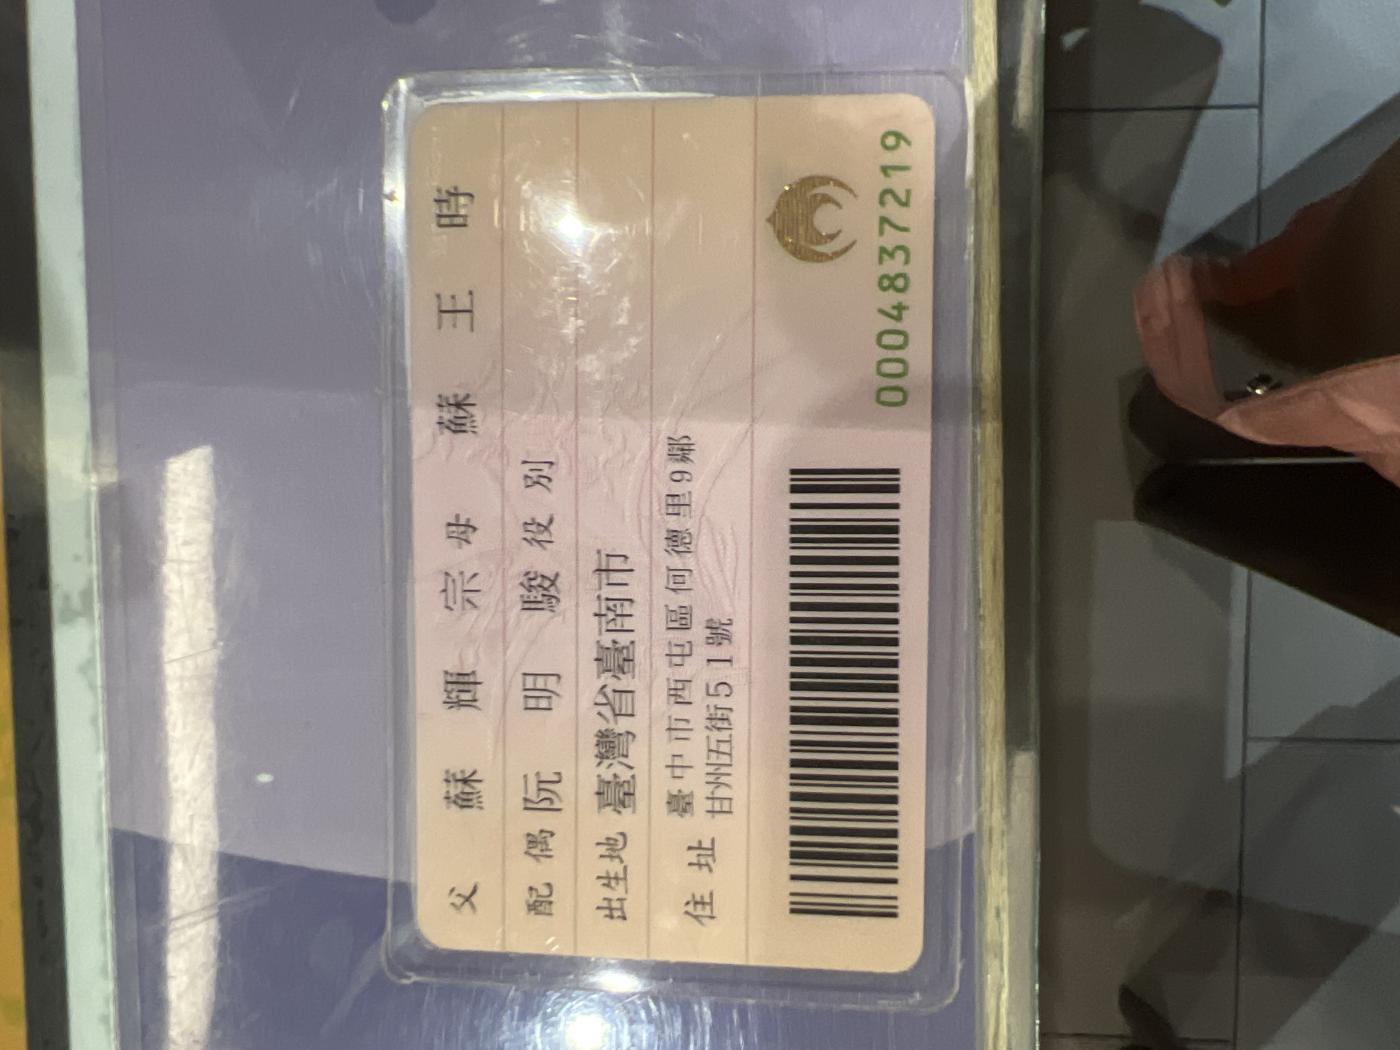 父 蘇輝宗 母 蘇王時
配偶 阮明駿 役別
出生地 臺灣省臺南市
住址 臺中市西屯區何德里9鄰
甘州五街51號
0004837219